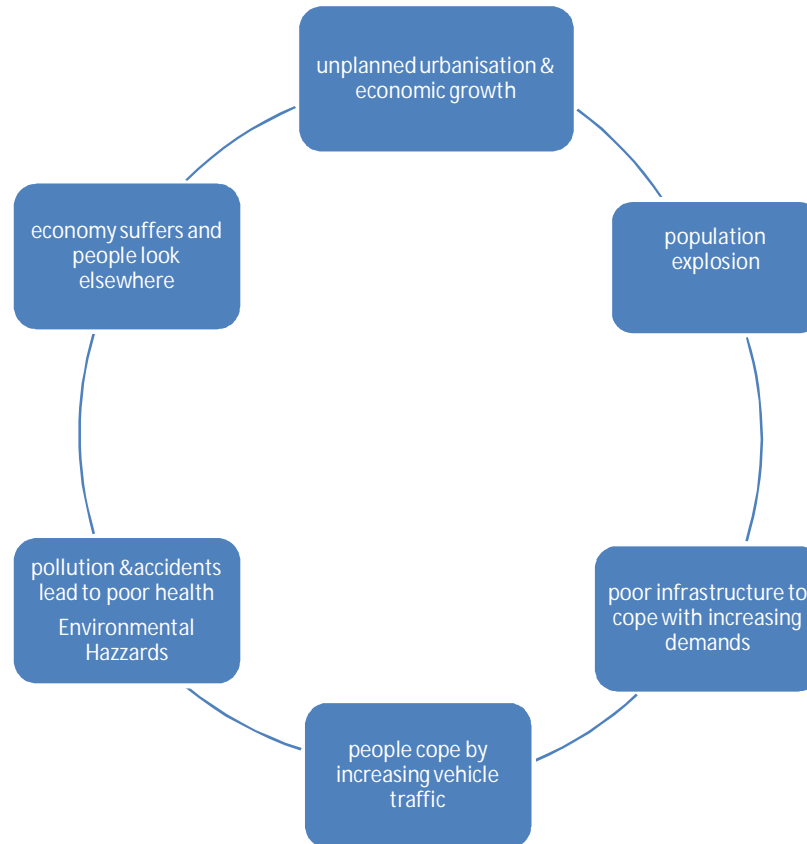 unplanned urbanisation &
economic growth
population
explosion
poor infrastructure to
cope with increasing
demands
people cope by
increasing vehicle
traffic
pollution &accidents
lead to poor health
Environmental
Hazzards
economy suffers and
people look
elsewhere